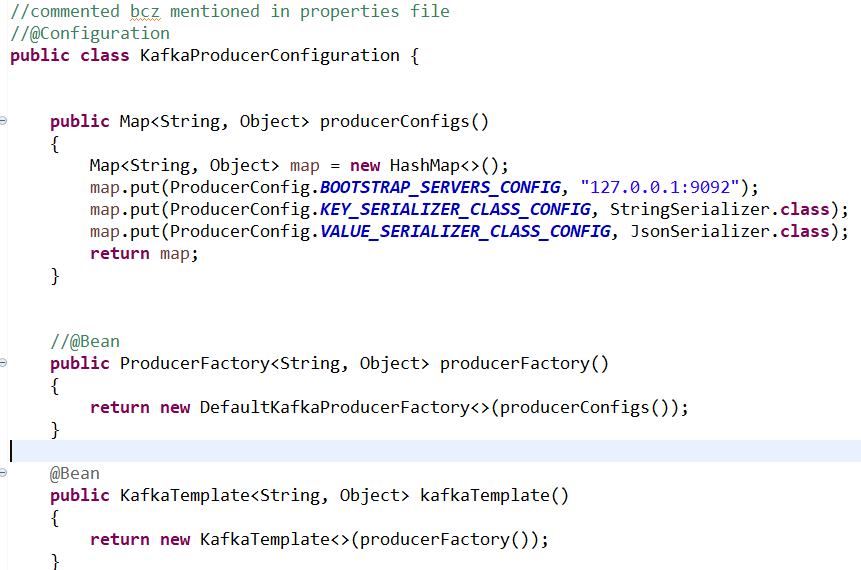 //commented bcz mentioned in properties file
//@Configuration
public class KafkaProducerConfiguration {
public Map<String, Object> producerConfigs()
{
Map<String, Object> map = new HashMap<>();
map.put(ProducerConfig.BOOTSTRAP_SERVERS_CONFIG, "127.0.0.1:9092");
map.put(ProducerConfig.KEY_SERIALIZER_CLASS_CONFIG, StringSerializer.class);
map.put(ProducerConfig.VALUE_SERIALIZER_CLASS_CONFIG, JsonSerializer.class);
return map;
}
//@Bean
public ProducerFactory<String, Object> producerFactory()
{
return new DefaultKafkaProducerFactory<>(producerConfigs());
}
@Bean
public KafkaTemplate<String, Object> kafkaTemplate()
{
return new KafkaTemplate<>(producerFactory());
}